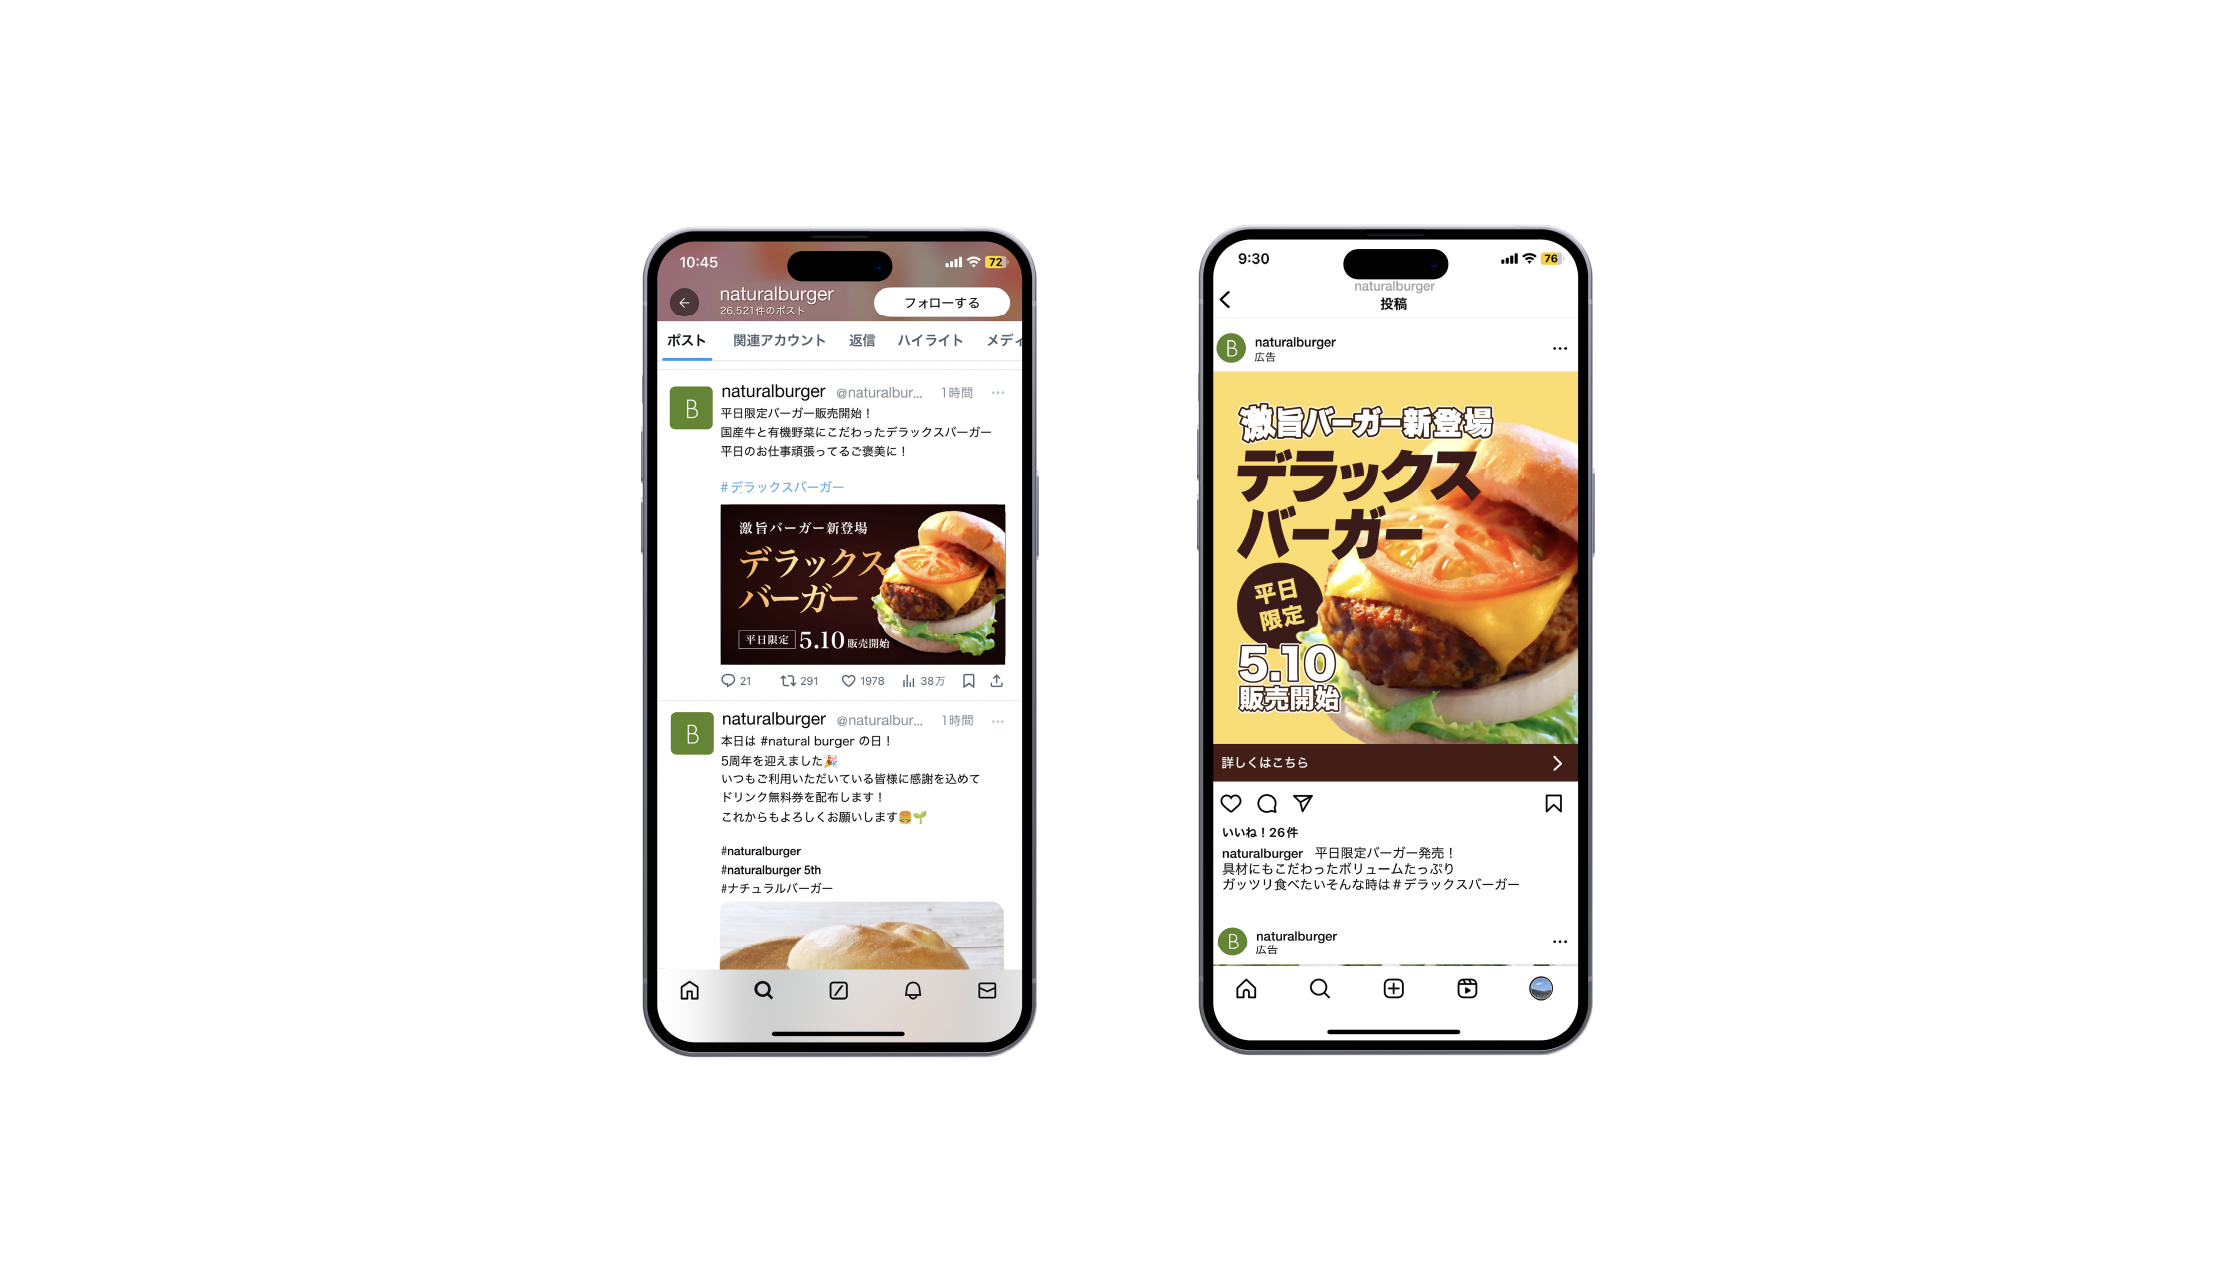 10:45
72
naturalburger
26,521件のポスト
フォローする
ポスト 関連アカウント 返信 ハイライト メディ
B
naturalburger @naturalbur... 1時間
平日限定バーガー販売開始！
国産牛と有機野菜にこだわったデラックスバーガー
平日のお仕事頑張ってるご褒美に！
#デラックスバーガー
激旨バーガー新登場
デラックス
バーガー
平日限定 5.10 販売開始
21 291 1978 38万
B
naturalburger @naturalbur... 1時間
本日は #natural burger の日！
5周年を迎えました🎉
いつもご利用いただいている皆様に感謝を込めて
ドリンク無料券を配布します！
これからもよろしくお願いします🍔🌱
#naturalburger
#naturalburger 5th
#ナチュラルバーガー
9:30
76
naturalburger
投稿
B
naturalburger
広告
激旨バーガー新登場
デラックス
バーガー
平日
限定
5.10
販売開始
詳しくはこちら
いいね！26件
naturalburger 平日限定バーガー発売！
具材にもこだわったボリュームたっぷり
ガッツリ食べたいそんな時は#デラックスバーガー
B
naturalburger
広告